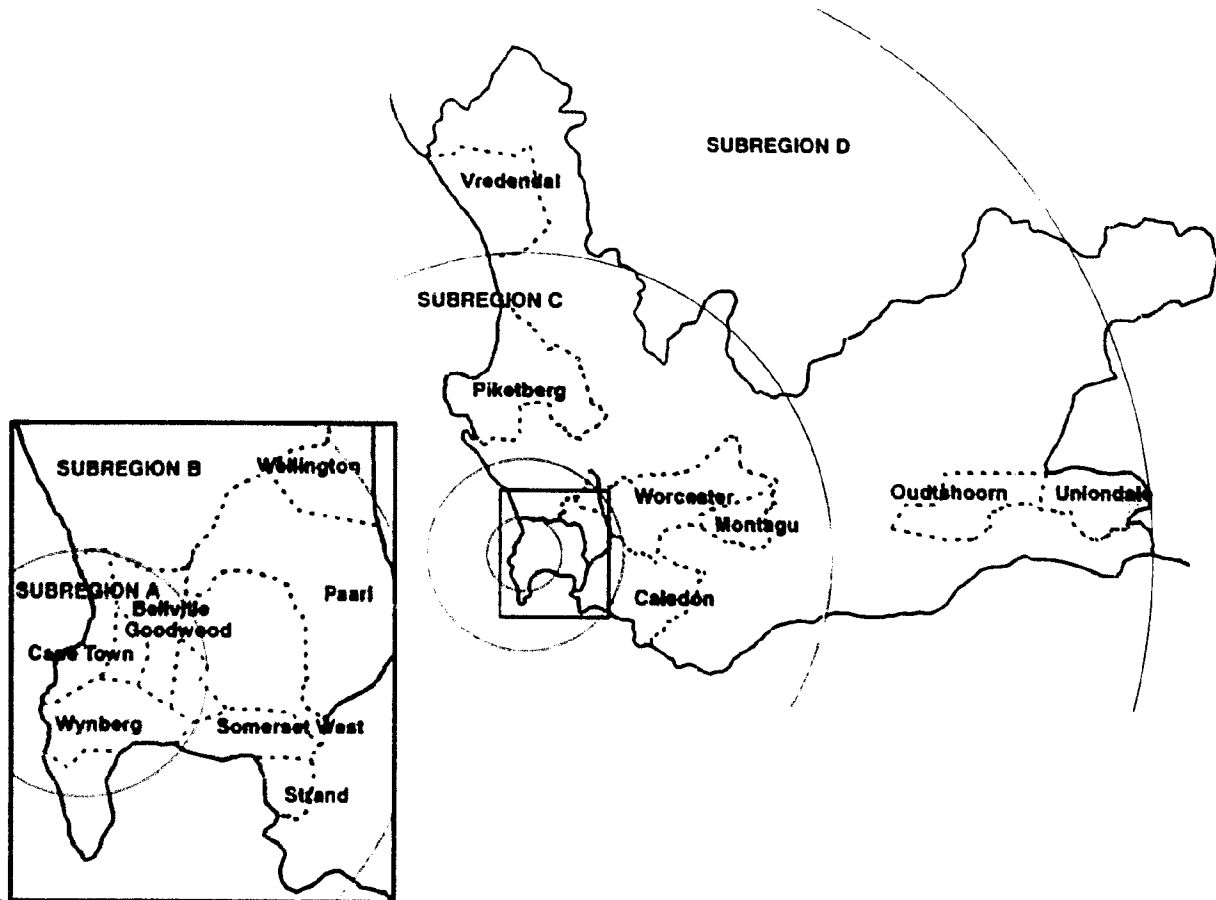 SUBREGION D
Vredendal
SUBREGION C
Piketberg
Worcester
Montagu
Oudtshoorn
Uniondale
Caledon
SUBREGION B
Wellington
SUBREGION A
Bellville
Goodwood
Paarl
Cape Town
Wynberg
Somerset West
Strand